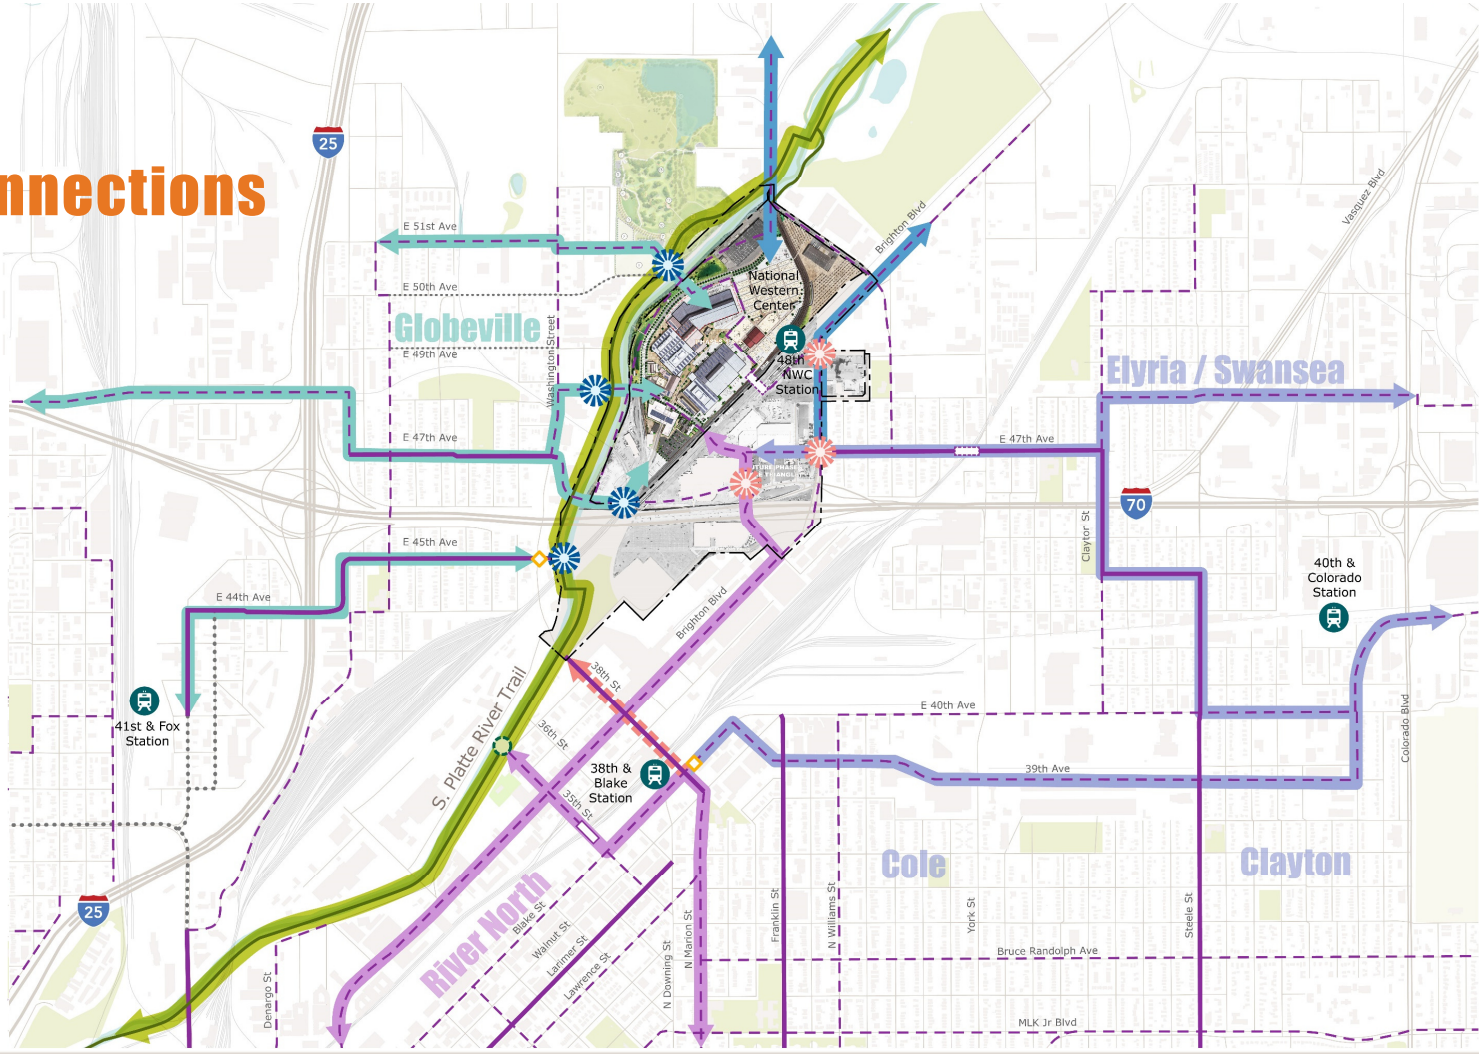 nnections
25
E 51st Ave
E 50th Ave
Globeville
E 49th Ave
Washington Street
E 47th Ave
E 45th Ave
E 44th Ave
National
Western
Center
48th
NWC
Station
Brighton Blvd
Vasquez Blvd
Elyria / Swansea
E 47th Ave
70
Claytor St
40th &
Colorado
Station
Colorado Blvd
E 40th Ave
39th Ave
41st & Fox
Station
S. Platte River Trail
Brighton Blvd
38th St
36th St
35th St
38th &
Blake
Station
River North
Blake St
Walnut St
Larimer St
Lawrence St
N Downing St
N Marion St
Franklin St
N Williams St
Cole
York St
Clayton
Steele St
Bruce Randolph Ave
MLK Jr Blvd
25
Denargo St